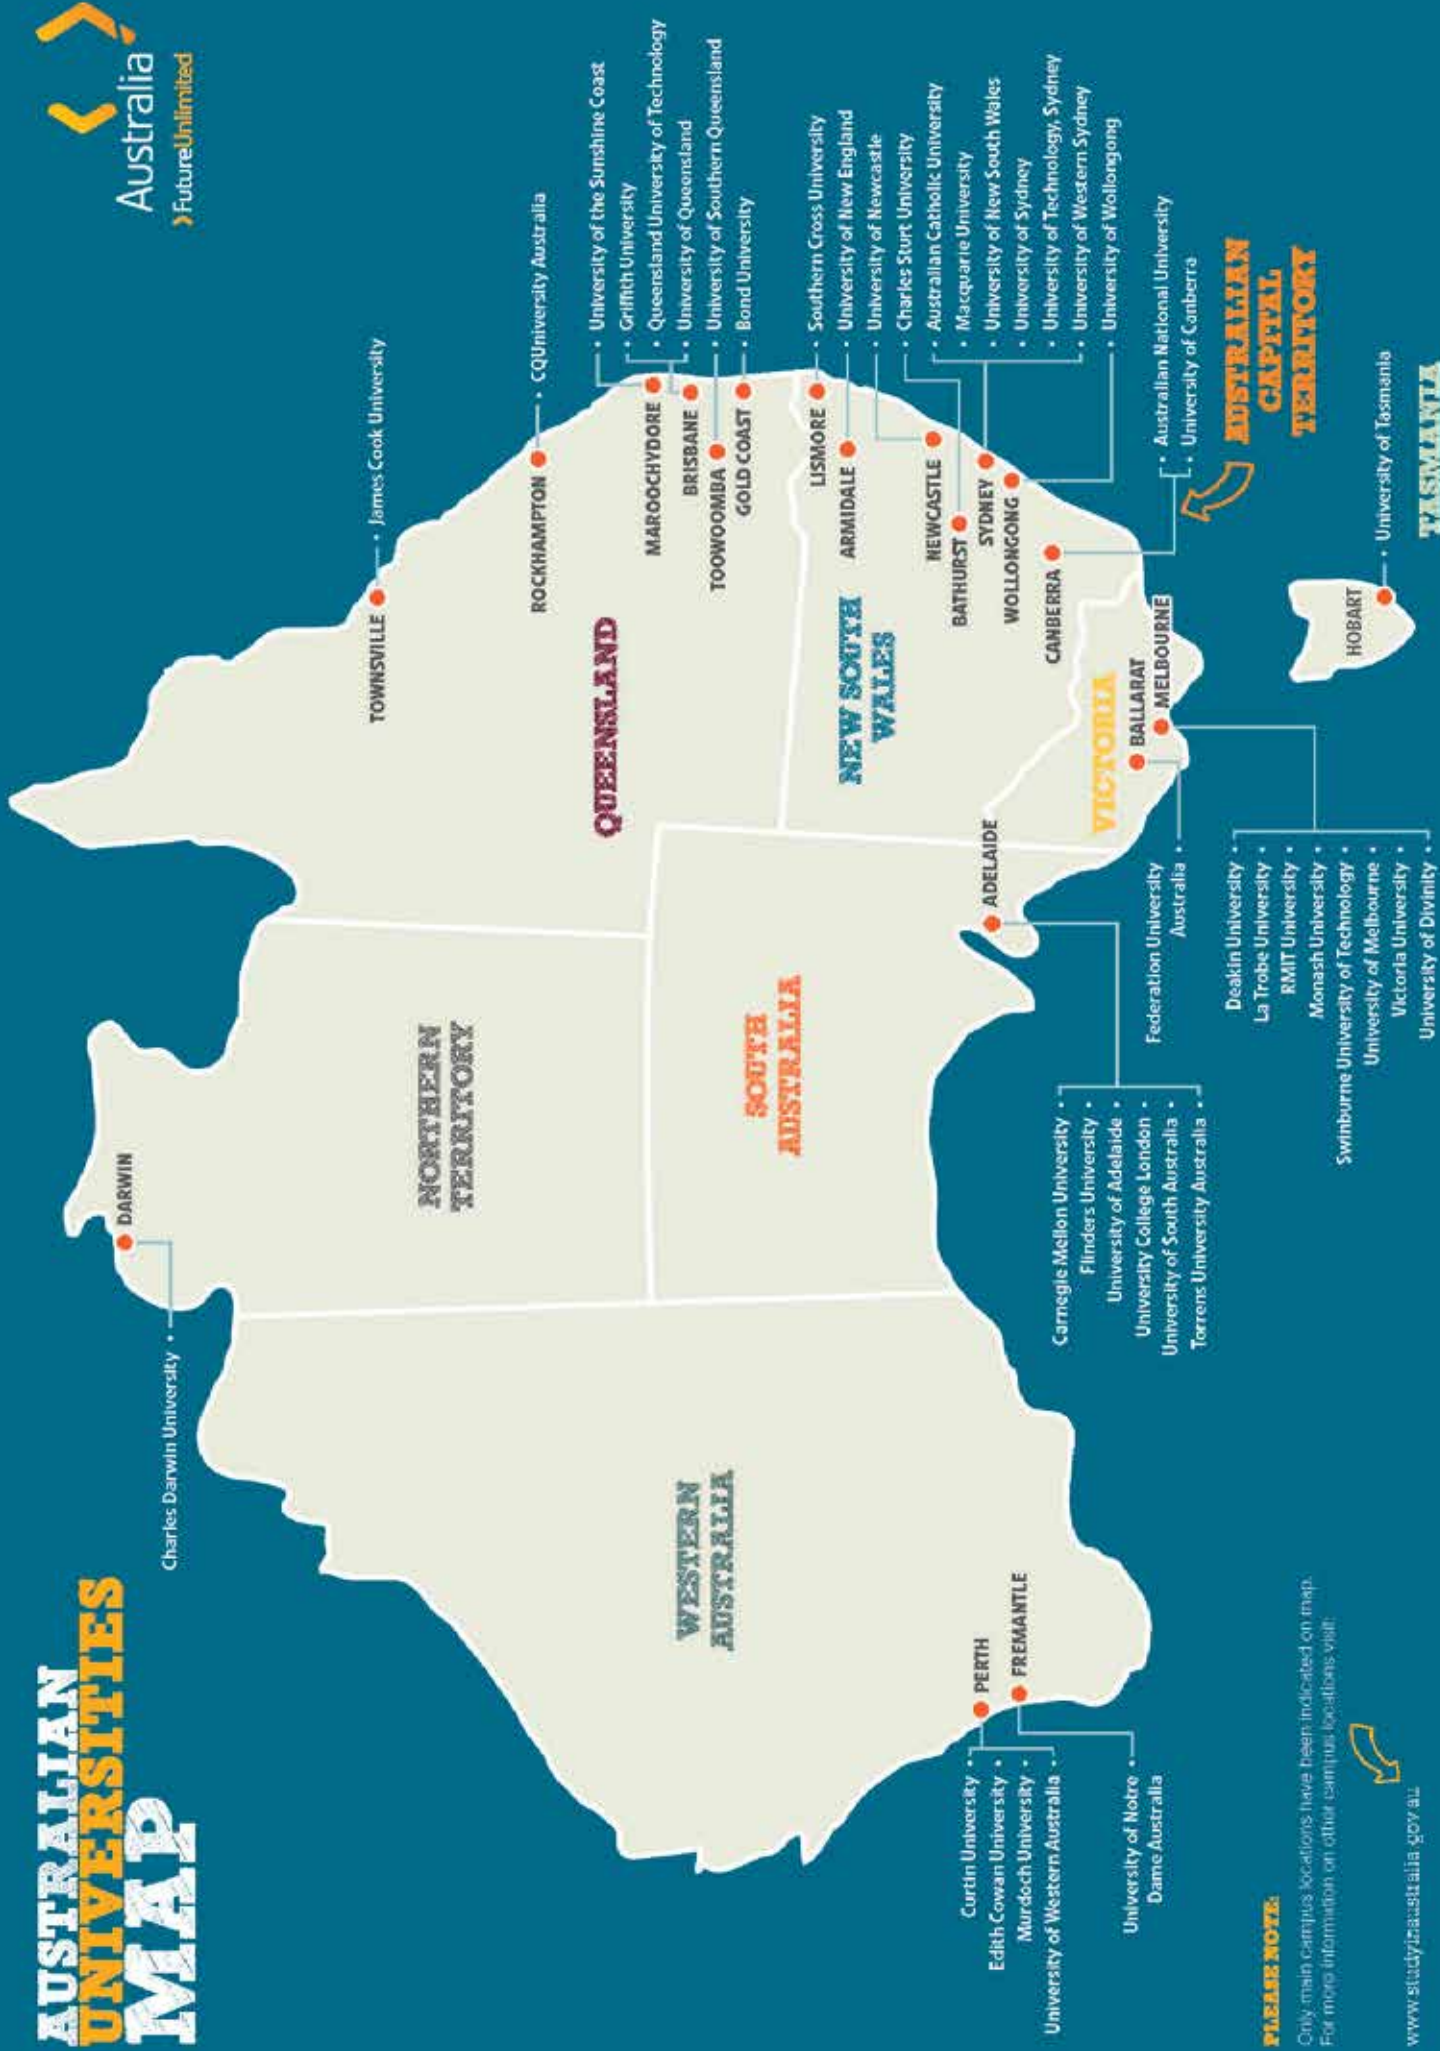 AUSTRALIAN
UNIVERSITIES
MAP
Australia
FutureUnlimited
Charles Darwin University
DARWIN
NORTHERN
TERRITORY
TOWNSVILLE
James Cook University
ROCKHAMPTON
CQUniversity Australia
QUEENSLAND
MAROOCHYDORE
BRISBANE
TOOWOOMBA
GOLD COAST
University of the Sunshine Coast
Griffith University
Queensland University of Technology
University of Queensland
University of Southern Queensland
Bond University
WESTERN
AUSTRALIA
SOUTH
AUSTRALIA
NEW SOUTH
WALES
LISMORE
ARMIDALE
NEWCASTLE
BATHURST
SYDNEY
WOLLONGONG
CANBERRA
Southern Cross University
University of New England
University of Newcastle
Charles Sturt University
Australian Catholic University
Macquarie University
University of New South Wales
University of Sydney
University of Technology, Sydney
University of Western Sydney
University of Wollongong
Australian National University
University of Canberra
AUSTRALIAN
CAPITAL
TERRITORY
PERTH
FREMANTLE
Curtin University
Edith Cowan University
Murdoch University
University of Western Australia
University of Notre
Dame Australia
ADELAIDE
Carnegie Mellon University
Flinders University
University of Adelaide
University College London
University of South Australia
Torrens University Australia
VICTORIA
BALLARAT
MELBOURNE
Federation University
Australia
Deakin University
La Trobe University
RMIT University
Monash University
Swinburne University of Technology
University of Melbourne
Victoria University
University of Divinity
HOBART
University of Tasmania
TASMANIA
PLEASE NOTE:
Only main campus locations have been indicated on map.
For more information on other campus locations visit:
www.studyinaustralia.gov.au